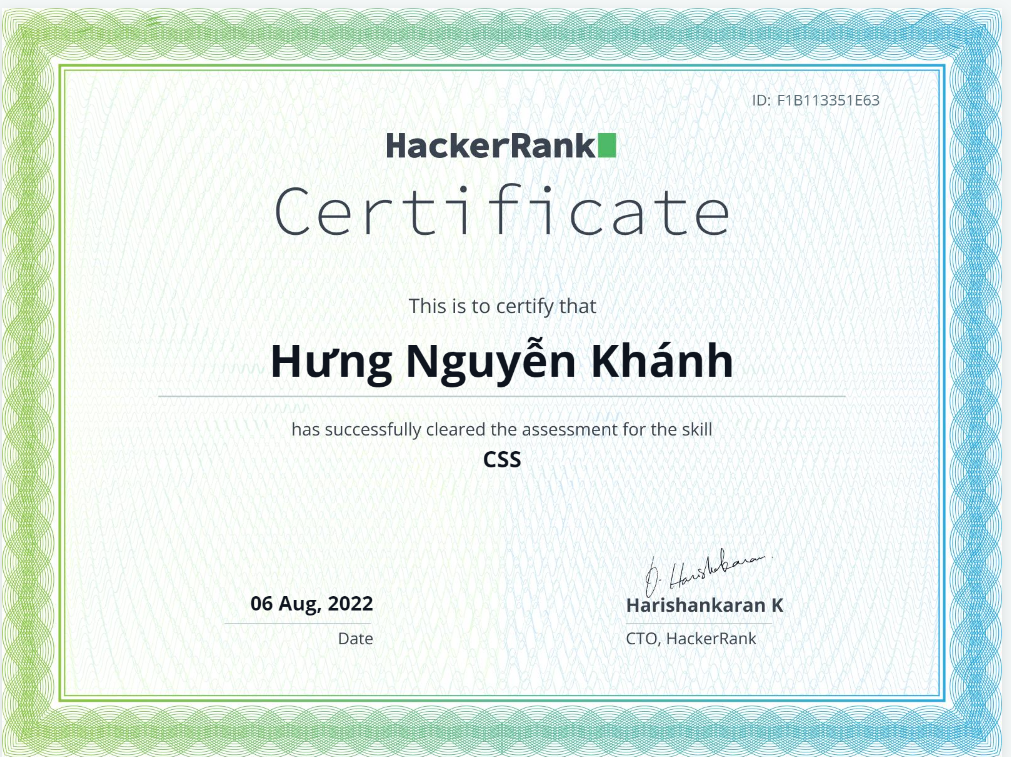 ID: F1B113351E63
HackerRank
Certificate
This is to certify that
Hưng Nguyễn Khánh
has successfully cleared the assessment for the skill
CSS
06 Aug, 2022
Date
Harishankaran K
CTO, HackerRank